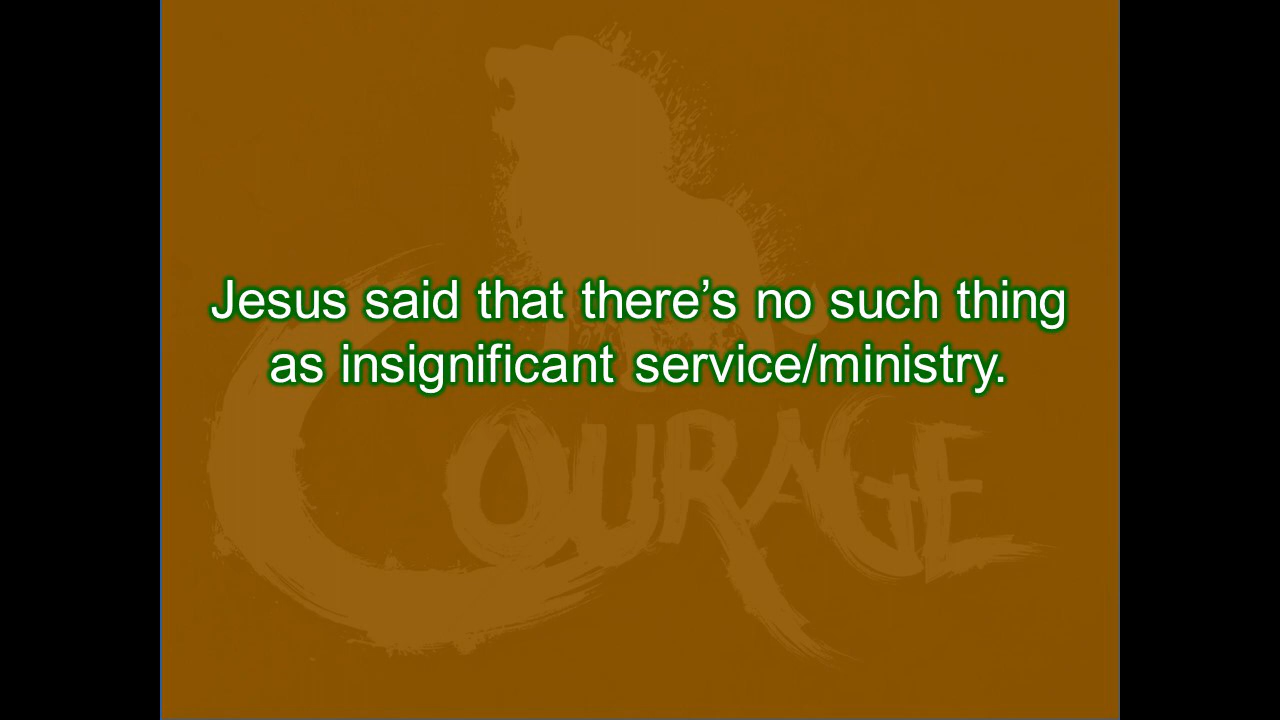 Jesus said that there’s no such thing
as insignificant service/ministry.
COURAGE